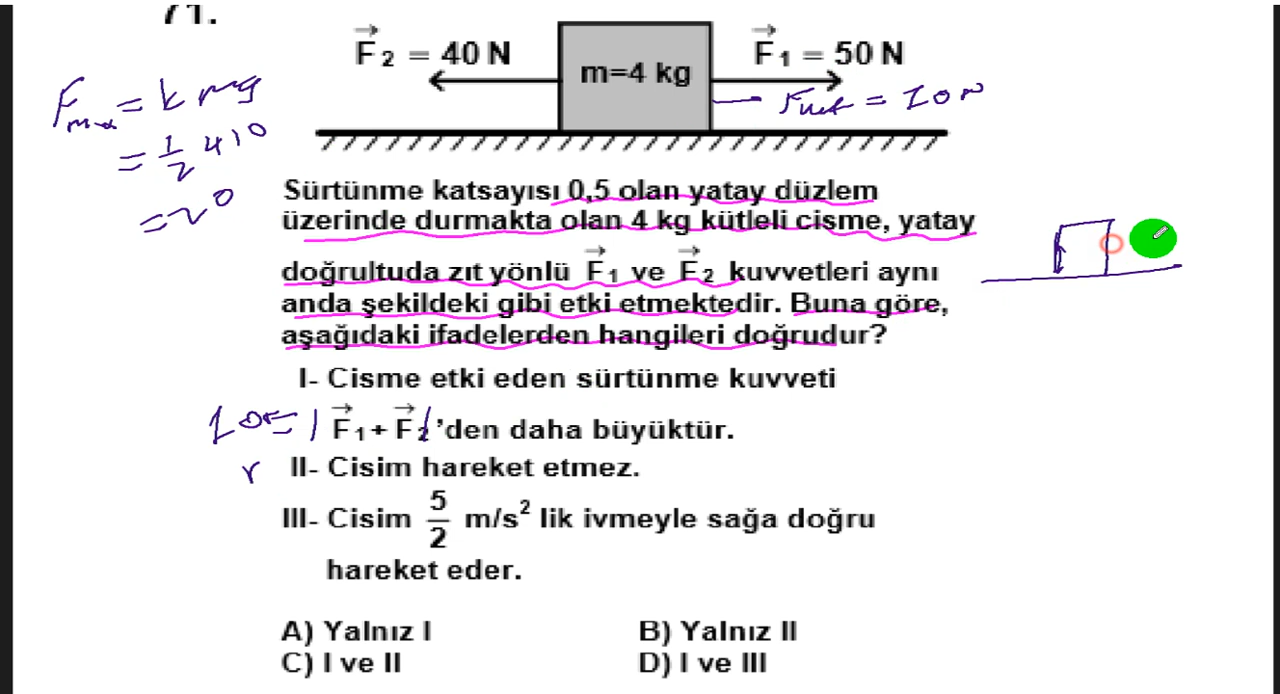 71.
F₂ = 40 N
m=4 kg
F₁ = 50 N
Fmax = k mg
Fnet = 10 N
= 1/2 4 10
= 20
Sürtünme katsayısı 0,5 olan yatay düzlem
üzerinde durmakta olan 4 kg kütleli cisme, yatay
doğrultuda zıt yönlü F₁ ve F₂ kuvvetleri aynı
anda şekildeki gibi etki etmektedir. Buna göre,
aşağıdaki ifadelerden hangileri doğrudur?
I- Cisme etki eden sürtünme kuvveti
10 = | F₁ + F₂ |'den daha büyüktür.
II- Cisim hareket etmez.
III- Cisim 5/2 m/s² lik ivmeyle sağa doğru
hareket eder.
A) Yalnız I B) Yalnız II
C) I ve II D) I ve III